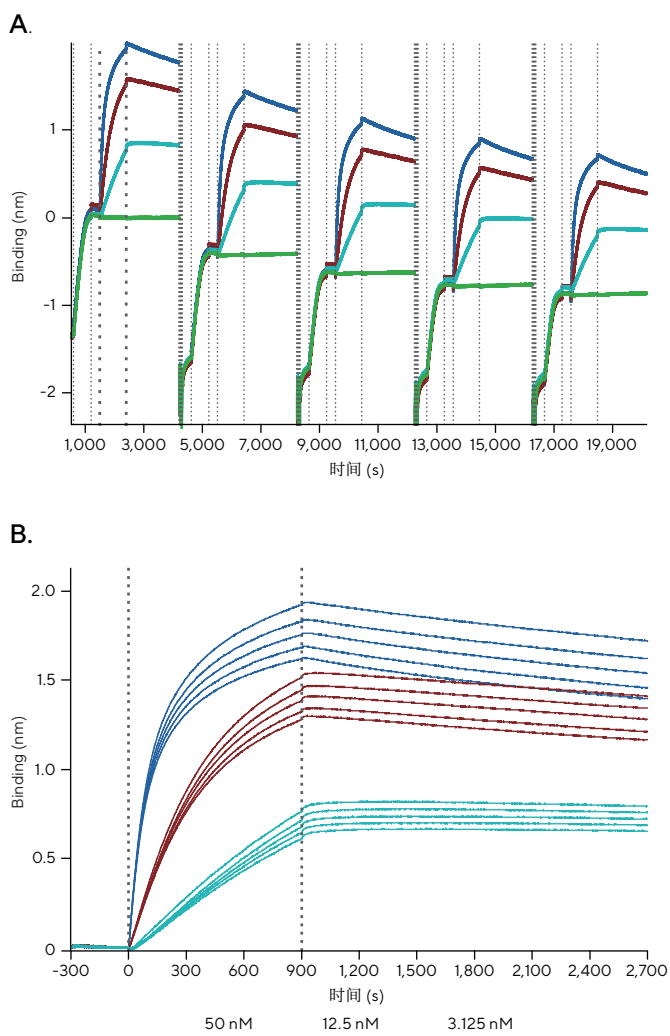 A.
Binding (nm)
1
0
-1
-2
1,000 3,000 5,000 7,000 9,000 11,000 13,000 15,000 17,000 19,000
时间 (s)
B.
Binding (nm)
2.0
1.5
1.0
0.5
0
-300 0 300 600 900 1,200 1,500 1,800 2,100 2,400 2,700
时间 (s)
50 nM 12.5 nM 3.125 nM